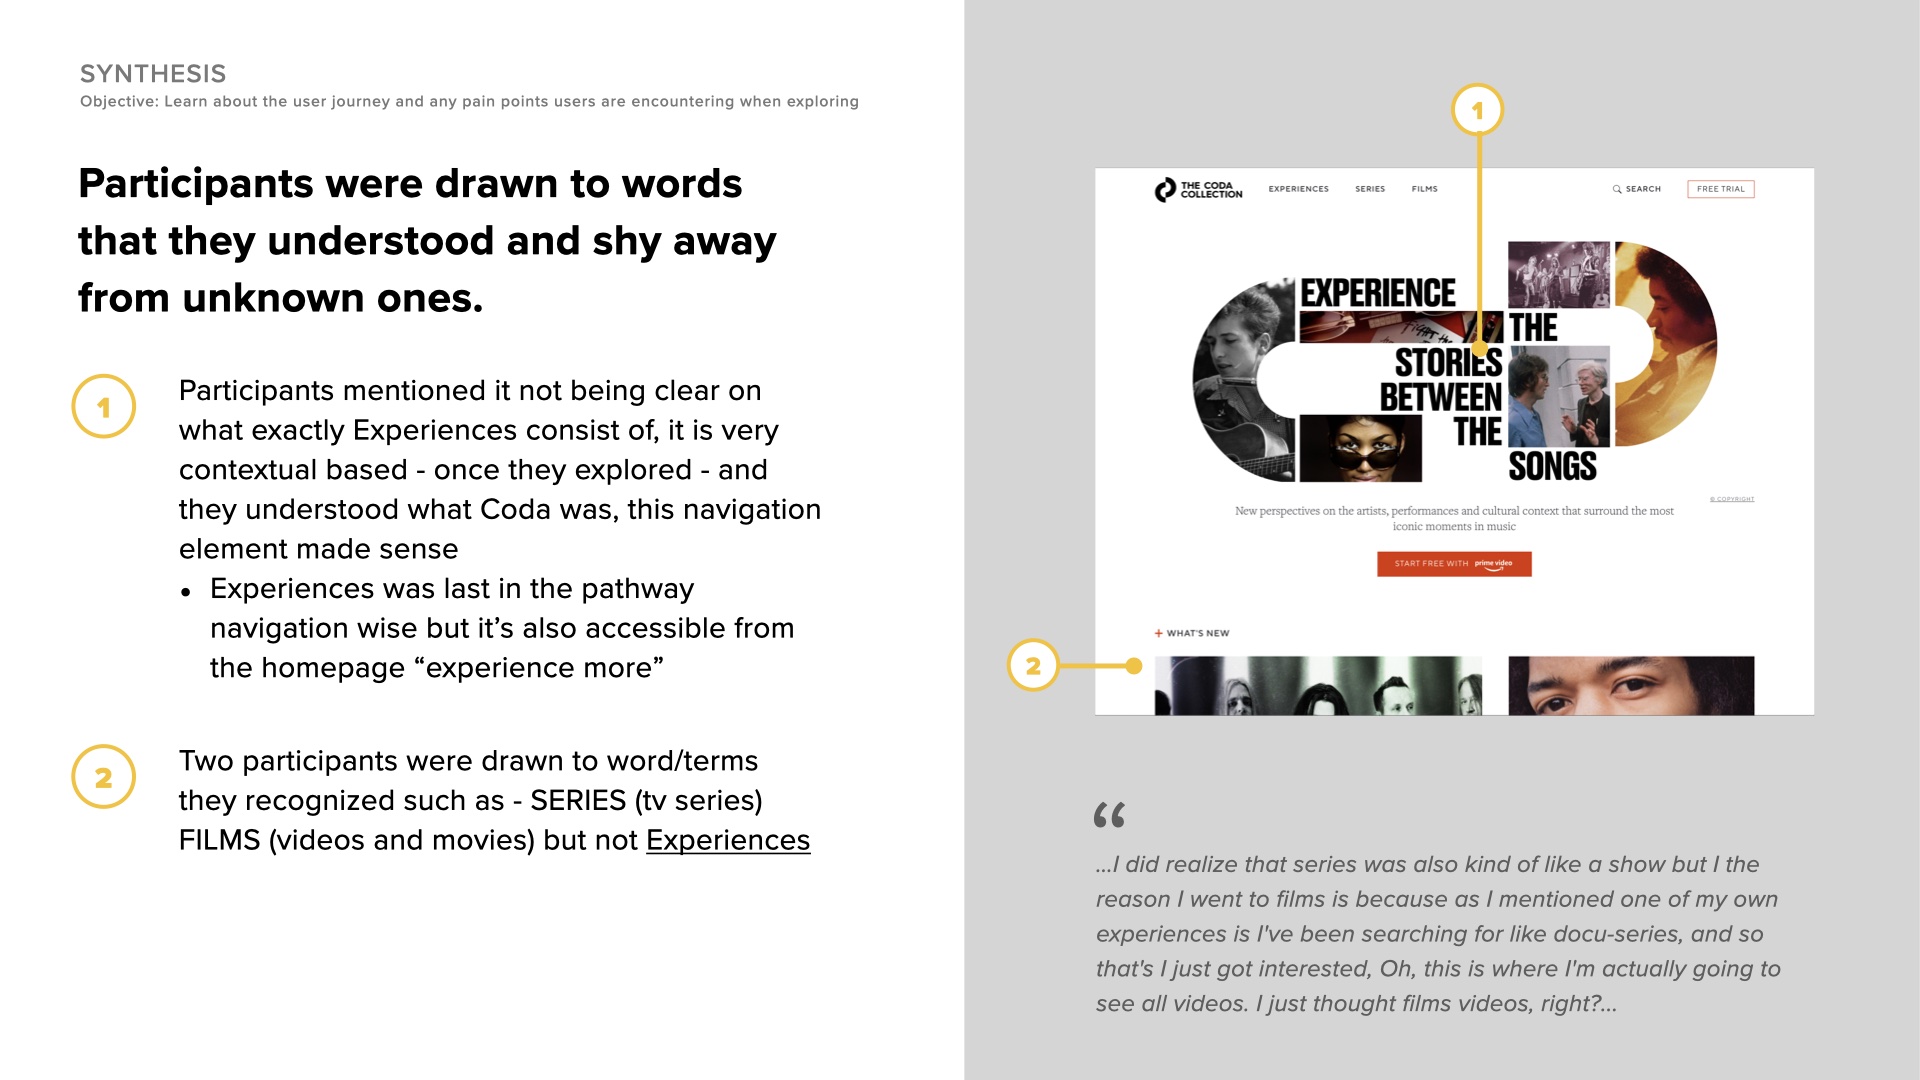 SYNTHESIS
Objective: Learn about the user journey and any pain points users are encountering when exploring
Participants were drawn to words
that they understood and shy away
from unknown ones.
1
Participants mentioned it not being clear on
what exactly Experiences consist of, it is very
contextual based - once they explored - and
they understood what Coda was, this navigation
element made sense
• Experiences was last in the pathway
navigation wise but it’s also accessible from
the homepage “experience more”
2
Two participants were drawn to word/terms
they recognized such as - SERIES (tv series)
FILMS (videos and movies) but not Experiences
1
THE CODA
COLLECTION
EXPERIENCES SERIES FILMS
SEARCH
FREE TRIAL
EXPERIENCE
THE
STORIES
BETWEEN
THE
SONGS
© COPYRIGHT
New perspectives on the artists, performances and cultural context that surround the most
iconic moments in music
START FREE WITH prime video
+ WHAT'S NEW
2
“
...I did realize that series was also kind of like a show but I the
reason I went to films is because as I mentioned one of my own
experiences is I've been searching for like docu-series, and so
that's I just got interested, Oh, this is where I'm actually going to
see all videos. I just thought films videos, right?...